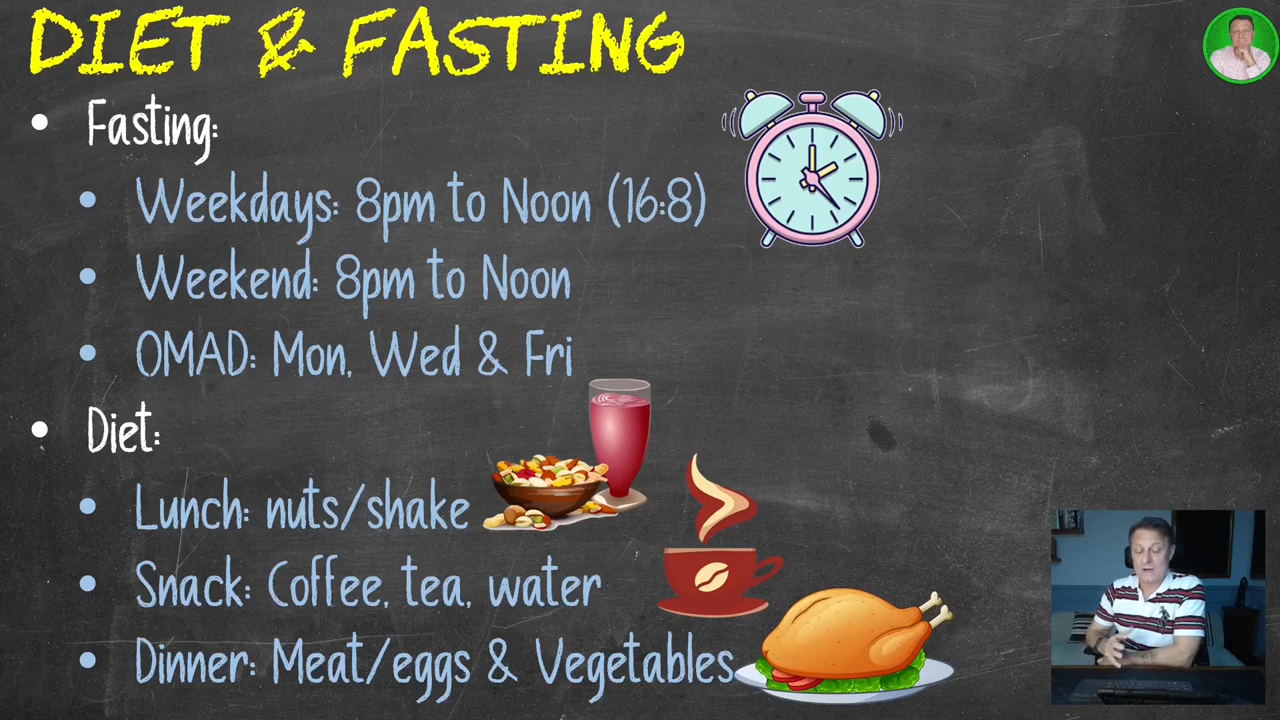 DIET & FASTING
Fasting:
Weekdays: 8pm to Noon (16:8)
Weekend: 8pm to Noon
OMAD: Mon, Wed & Fri
Diet:
Lunch: nuts/shake
Snack: Coffee, tea, water
Dinner: Meat/eggs & Vegetables